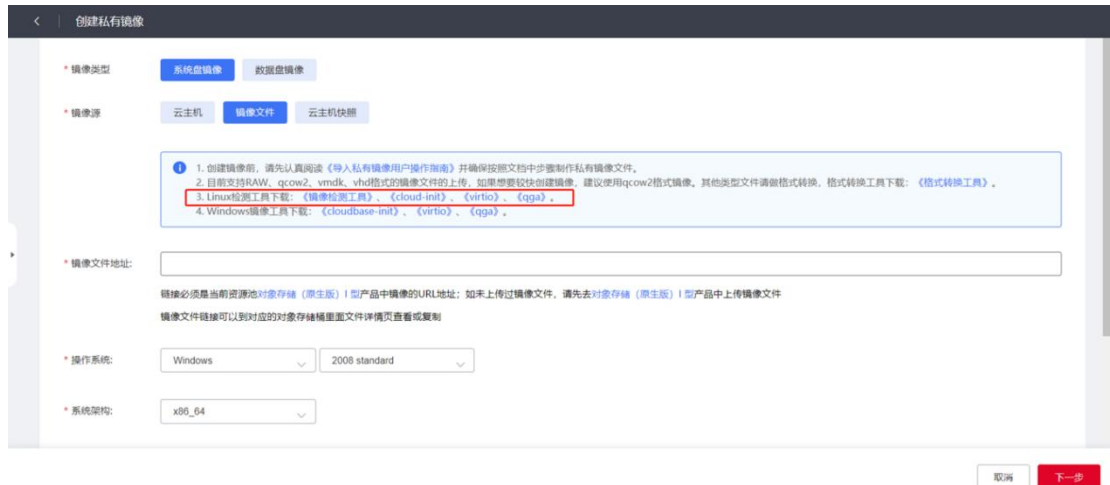 创建私有镜像
* 镜像类型 系统盘镜像 数据盘镜像
* 镜像源 云主机 镜像文件 云主机快照
1. 创建镜像前，请先认真阅读《导入私有镜像用户操作指南》并确保按照文档中步骤制作私有镜像文件。
2. 目前支持RAW、qcow2、vmdk、vhd格式的镜像文件的上传，如果想要较快创建镜像，建议使用qcow2格式镜像。其他类型文件请做格式转换，格式转换工具下载：《格式转换工具》。
3. Linux检测工具下载：《镜像检测工具》、《cloud-init》、《virtio》、《qga》。
4. Windows镜像工具下载：《cloudbase-init》、《virtio》、《qga》。
* 镜像文件地址:
链接必须是当前资源池对象存储（原生版）I 型产品中镜像的URL地址；如未上传过镜像文件，请先去对象存储（原生版）I 型产品中上传镜像文件
镜像文件链接可以到对应的对象存储桶里面文件详情页查看或复制
* 操作系统: Windows 2008 standard
* 系统架构: x86_64
取消 下一步